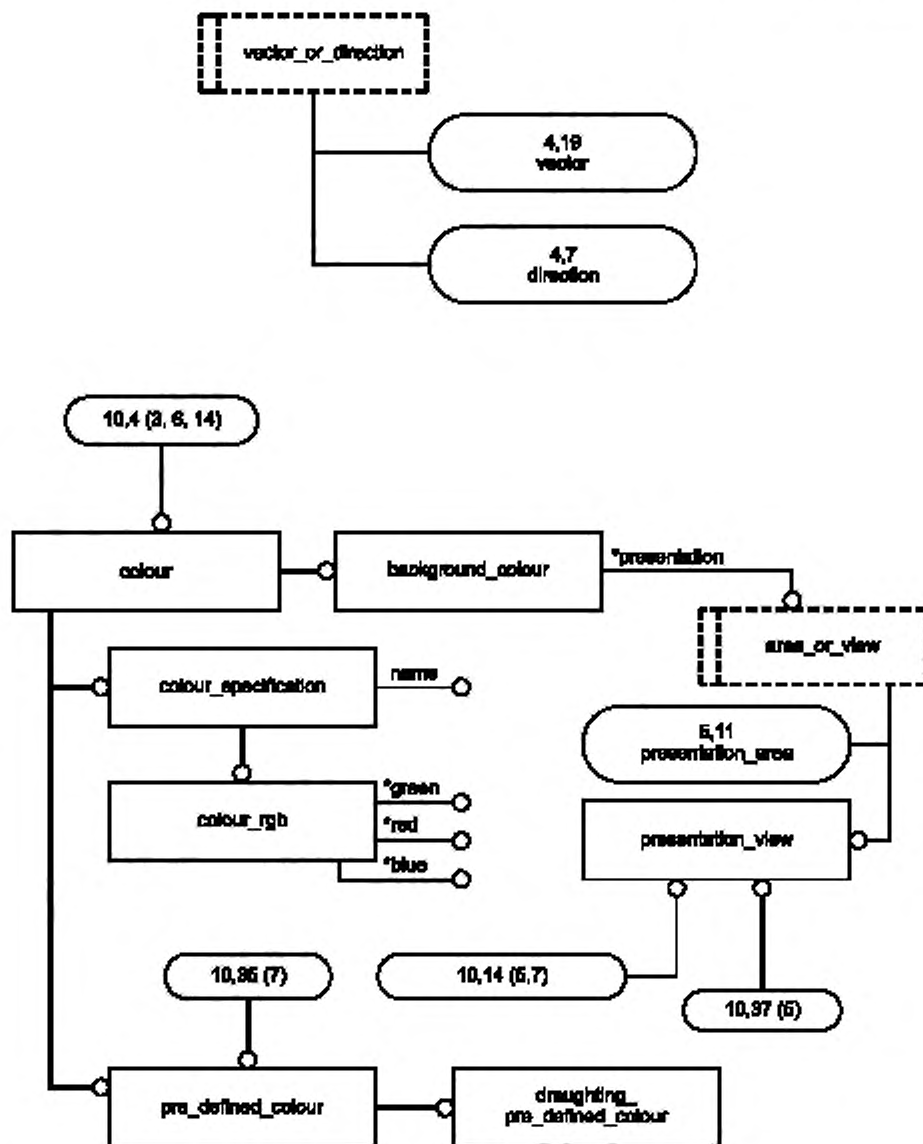 vector_or_direction
4,19
vector
4,7
direction
10,4 (3, 6, 14)
colour
background_colour
*presentation
area_or_view
colour_specification
name
5,11
presentation_area
colour_rgb
*green
*red
*blue
presentation_view
10,35 (7)
10,14 (5,7)
10,37 (5)
pre_defined_colour
draughting_
pre_defined_colour